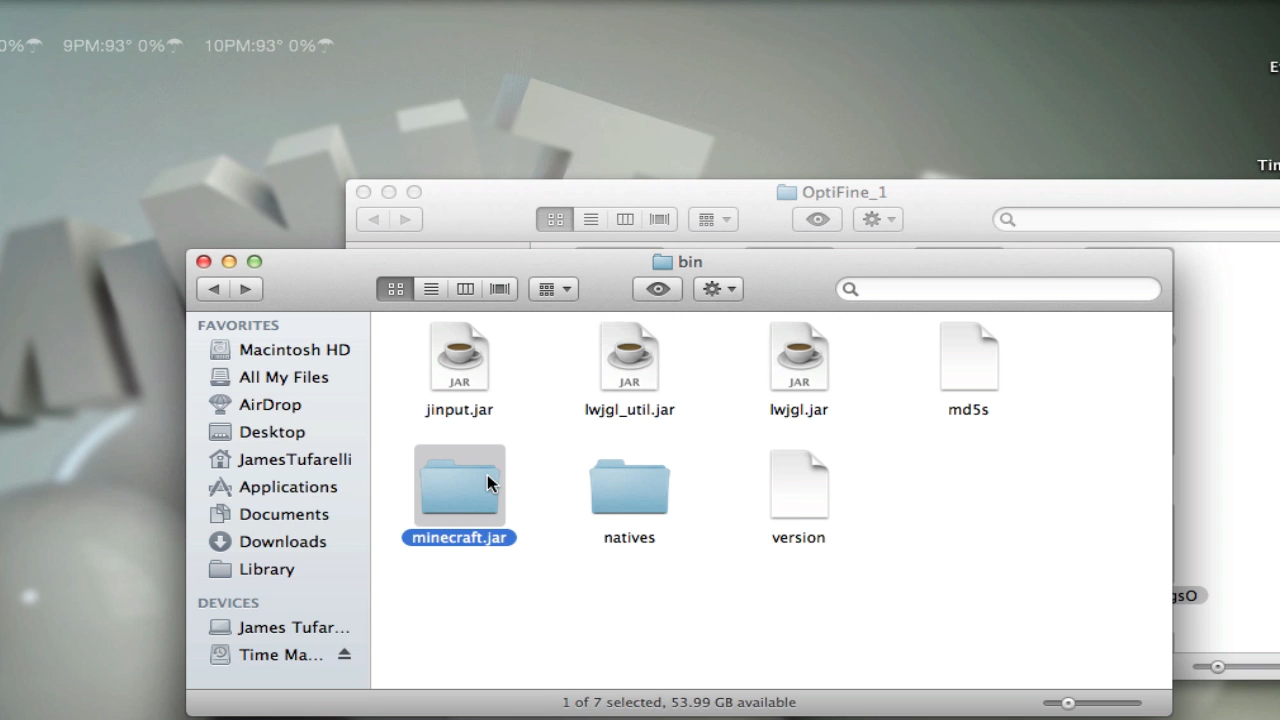 0% 9PM:93° 0% 10PM:93° 0%
OptiFine_1
bin
FAVORITES
Macintosh HD
All My Files
AirDrop
Desktop
JamesTufarelli
Applications
Documents
Downloads
Library
DEVICES
James Tufar...
Time Ma...
JAR
JAR
JAR
jinput.jar
lwjgl_util.jar
lwjgl.jar
md5s
minecraft.jar
natives
version
gsO
1 of 7 selected, 53.99 GB available